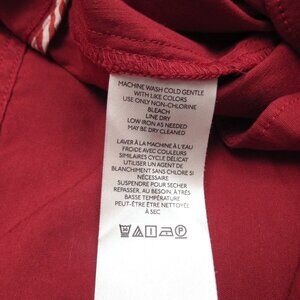 MACHINE WASH COLD GENTLE
WITH LIKE COLORS
USE ONLY NON-CHLORINE
BLEACH
LINE DRY
LOW IRON AS NEEDED
MAY BE DRY CLEANED
LAVER À LA MACHINE À L'EAU
FROIDE AVEC COULEURS
SIMILAIRES CYCLE DÉLICAT
UTILISER UN AGENT DE
BLANCHIMENT SANS CHLORE SI
NÉCESSAIRE
SUSPENDRE POUR SÉCHER
REPASSER, AU BESOIN À TRÈS
BASSE TEMPÉRATURE
PEUT-ÊTRE ÊTRE NETTOYÉ
À SEC